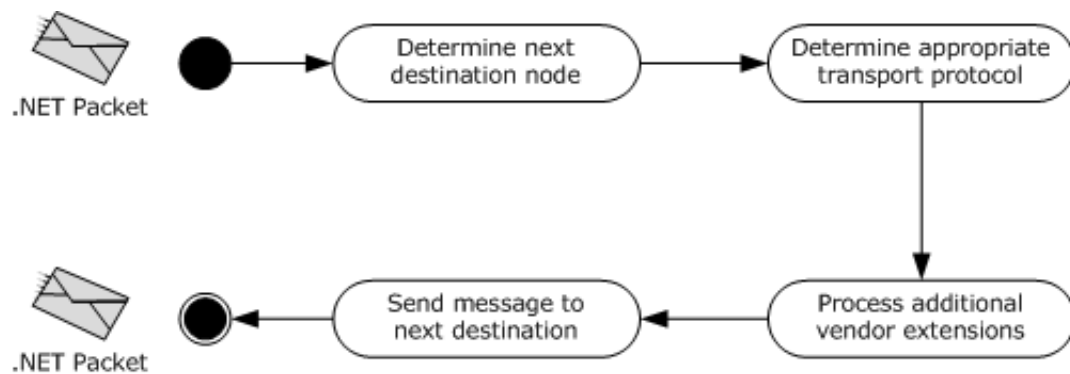 .NET Packet
Determine next
destination node
Determine appropriate
transport protocol
.NET Packet
Send message to
next destination
Process additional
vendor extensions